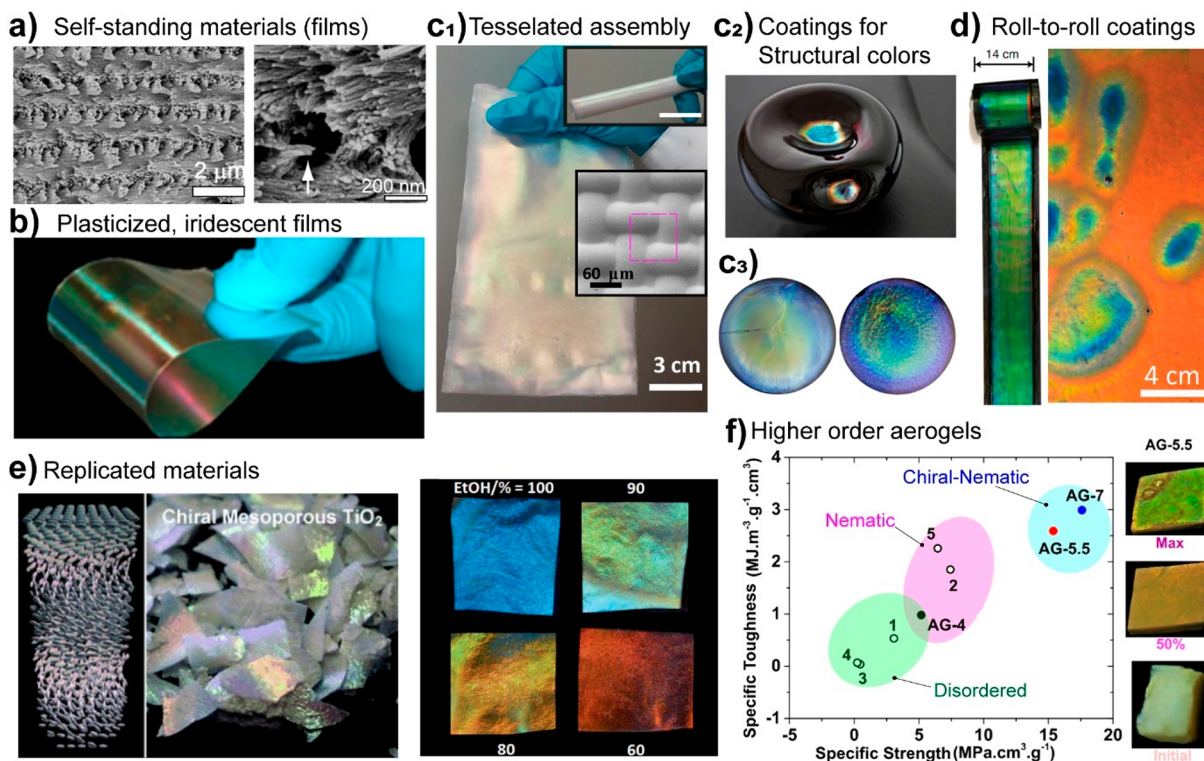 a) Self-standing materials (films)
2 μm
200 nm
b) Plasticized, iridescent films
c₁) Tesselated assembly
60 μm
3 cm
c₂) Coatings for
Structural colors
c₃)
d) Roll-to-roll coatings
14 cm
4 cm
e) Replicated materials
Chiral Mesoporous TiO₂
EtOH/% = 100
90
80
60
f) Higher order aerogels
Specific Toughness (MJ.m⁻³.g⁻¹.cm³)
4
3
2
1
0
-1
Chiral-Nematic
AG-7
AG-5.5
Nematic
5
2
AG-4
1
4
3
Disordered
-5
0
5
10
15
20
Specific Strength (MPa.cm³.g⁻¹)
AG-5.5
Max
50%
Initial